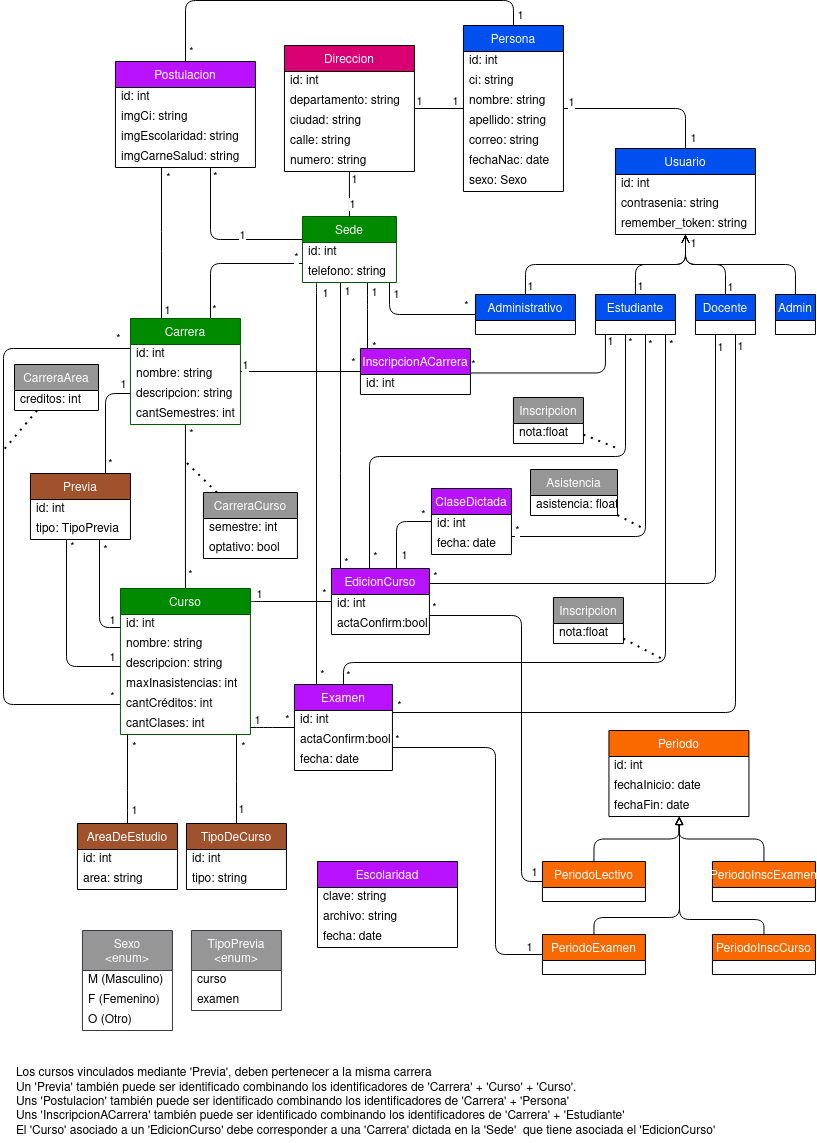 Postulacion
id: int
imgCi: string
imgEscolaridad: string
imgCarneSalud: string
Direccion
id: int
departamento: string
ciudad: string
calle: string
numero: string
Persona
id: int
ci: string
nombre: string
apellido: string
correo: string
fechaNac: date
sexo: Sexo
Usuario
id: int
contrasenia: string
remember_token: string
Sede
id: int
telefono: string
Administrativo
Estudiante
Docente
Admin
Carrera
id: int
nombre: string
descripcion: string
cantSemestres: int
InscripcionACarrera
id: int
CarreraArea
creditos: int
Inscripcion
nota:float
Previa
id: int
tipo: TipoPrevia
CarreraCurso
semestre: int
optativo: bool
ClaseDictada
id: int
fecha: date
Asistencia
asistencia: float
Curso
id: int
nombre: string
descripcion: string
maxInasistencias: int
cantCréditos: int
cantClases: int
EdicionCurso
id: int
actaConfirm:bool
Inscripcion
nota:float
Examen
id: int
actaConfirm:bool
fecha: date
Periodo
id: int
fechaInicio: date
fechaFin: date
AreaDeEstudio
id: int
area: string
TipoDeCurso
id: int
tipo: string
Escolaridad
clave: string
archivo: string
fecha: date
PeriodoLectivo
PeriodoInscExamen
PeriodoExamen
PeriodoInscCurso
Sexo
<enum>
M (Masculino)
F (Femenino)
O (Otro)
TipoPrevia
<enum>
curso
examen
Los cursos vinculados mediante 'Previa', deben pertenecer a la misma carrera
Un 'Previa' también puede ser identificado combinando los identificadores de 'Carrera' + 'Curso' + 'Curso'.
Uns 'Postulacion' también puede ser identificado combinando los identificadores de 'Carrera' + 'Persona'
Uns 'InscripcionACarrera' también puede ser identificado combinando los identificadores de 'Carrera' + 'Estudiante'
El 'Curso' asociado a un 'EdicionCurso' debe corresponder a una 'Carrera' dictada en la 'Sede' que tiene asociada el 'EdicionCurso'